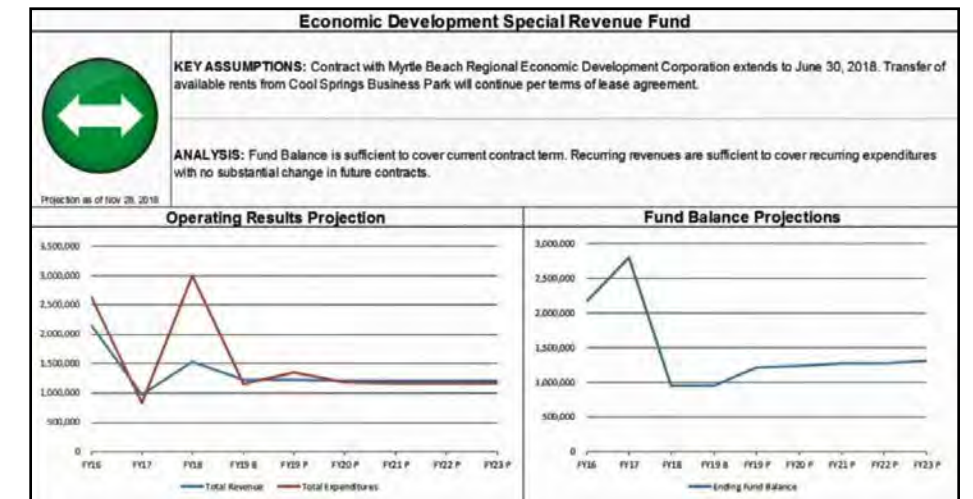 Economic Development Special Revenue Fund
KEY ASSUMPTIONS: Contract with Myrtle Beach Regional Economic Development Corporation extends to June 30, 2018. Transfer of
available rents from Cool Springs Business Park will continue per terms of lease agreement.
ANALYSIS: Fund Balance is sufficient to cover current contract term. Recurring revenues are sufficient to cover recurring expenditures
with no substantial change in future contracts.
Projection as of Nov 28, 2018
Operating Results Projection
3,500,000
3,000,000
2,500,000
2,000,000
1,500,000
1,000,000
500,000
0
FY16 FY17 FY18 FY19 B FY19 P FY20 P FY21 P FY22 P FY23 P
Total Revenue Total Expenditures
Fund Balance Projections
3,000,000
2,500,000
2,000,000
1,500,000
1,000,000
500,000
0
FY16 FY17 FY18 FY19 B FY19 P FY20 P FY21 P FY22 P FY23 P
Ending Fund Balance